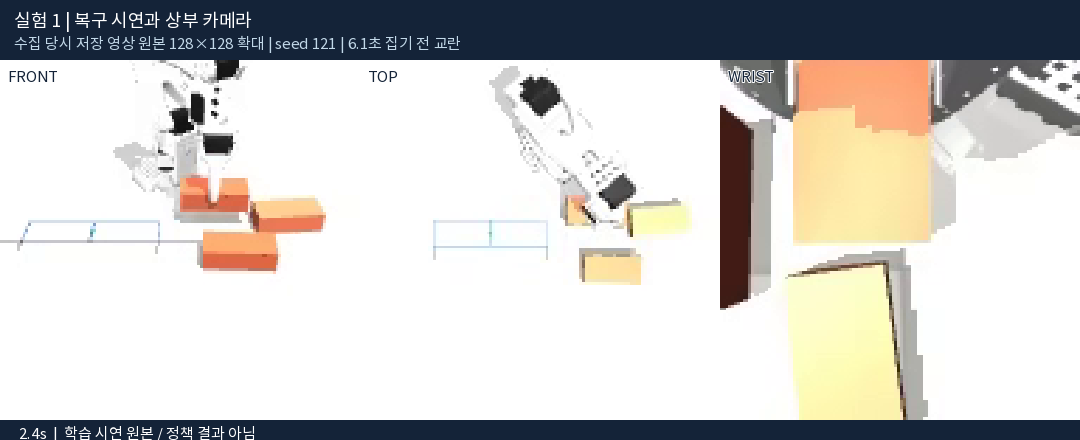 실험 1 | 복구 시연과 상부 카메라
수집 당시 저장 영상 원본 128×128 확대 | seed 121 | 6.1초 집기 전 교란
FRONT
TOP
WRIST
2.4s | 학습 시연 원본 / 정책 결과 아님